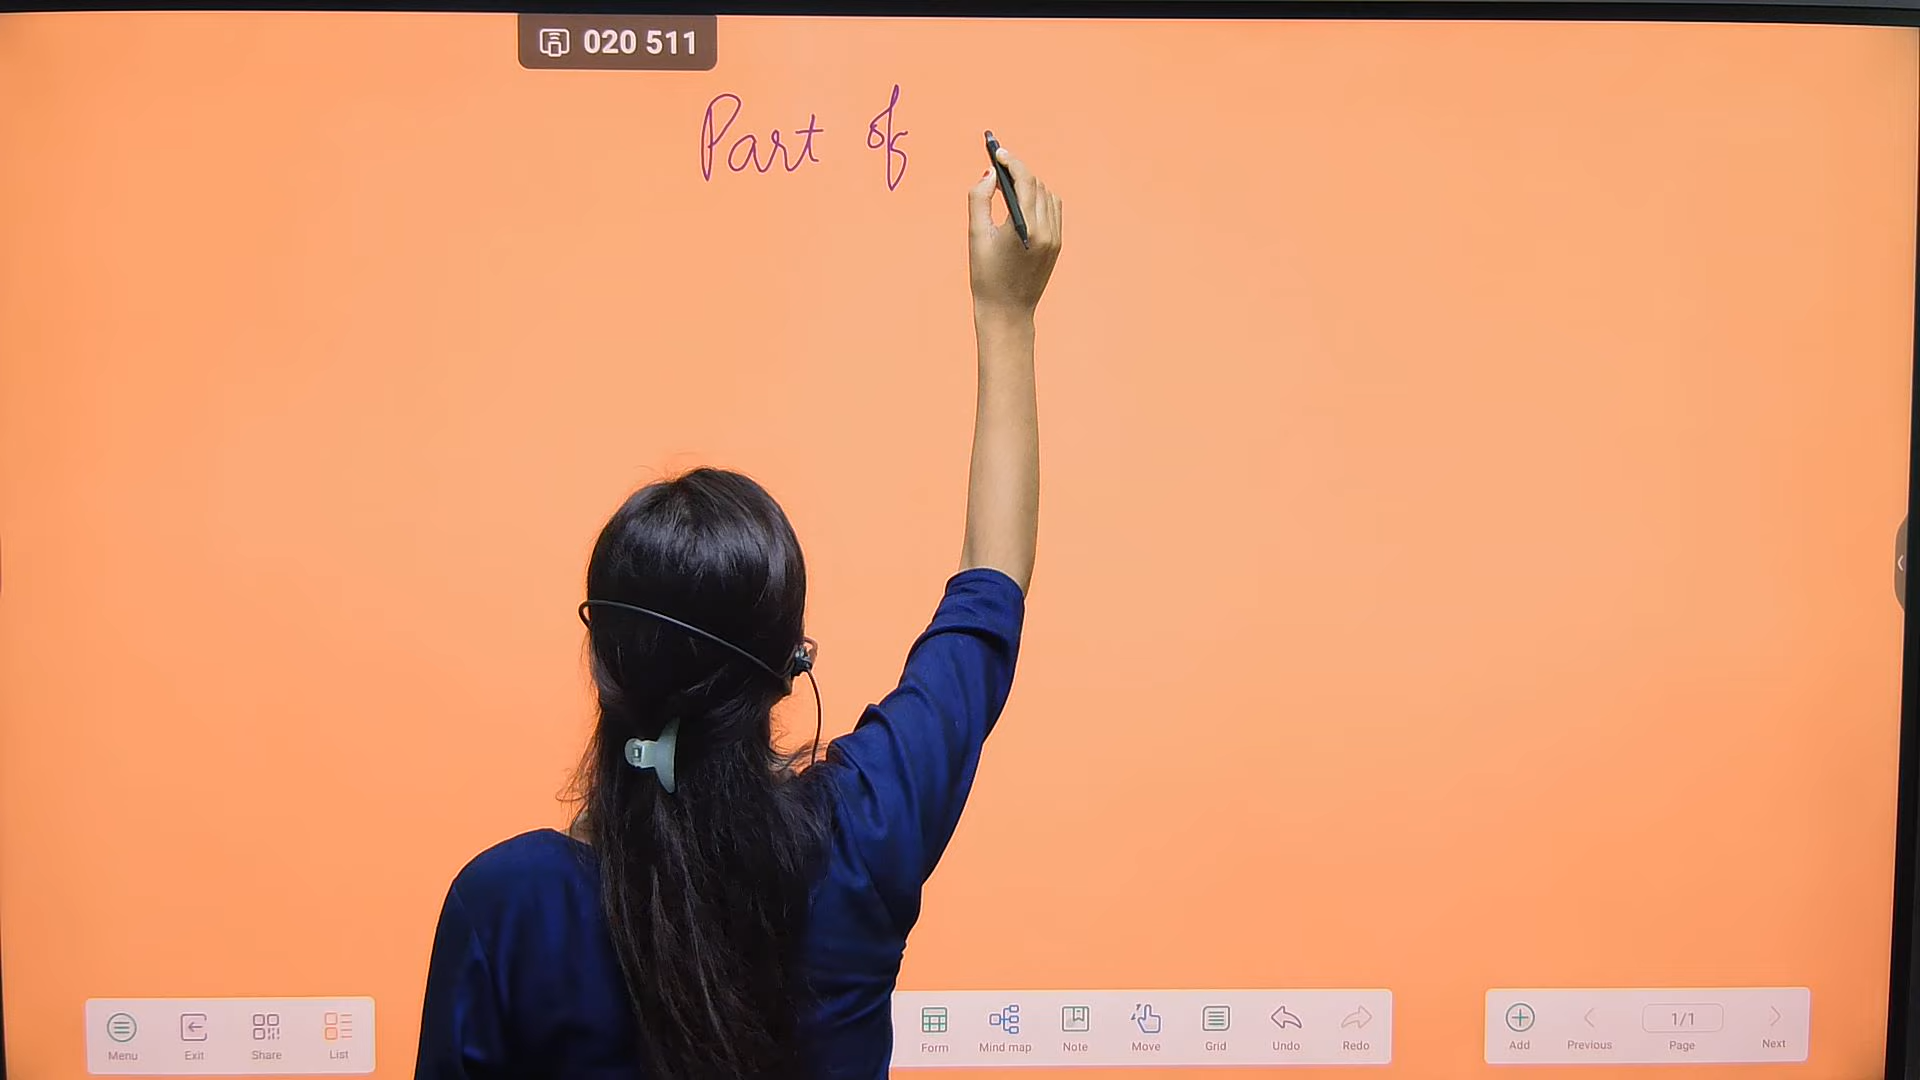 020 511
Part of
Menu Exit Share List Form Mind map Note Move Grid Undo Redo Add Previous 1/1 Page Next